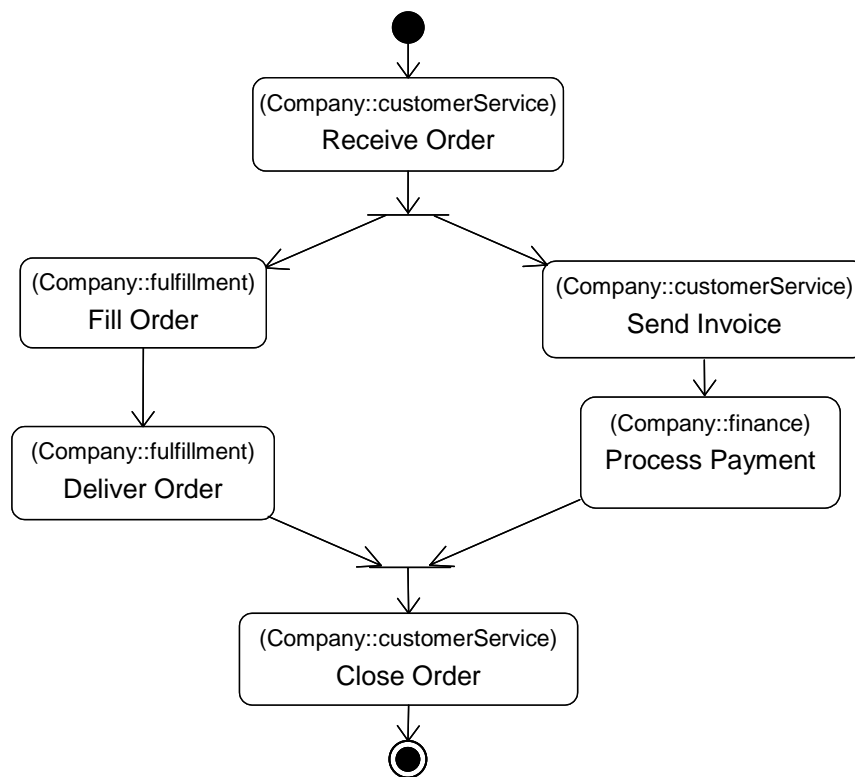 (Company::customerService)
Receive Order
(Company::fulfillment)
Fill Order
(Company::customerService)
Send Invoice
(Company::fulfillment)
Deliver Order
(Company::finance)
Process Payment
(Company::customerService)
Close Order